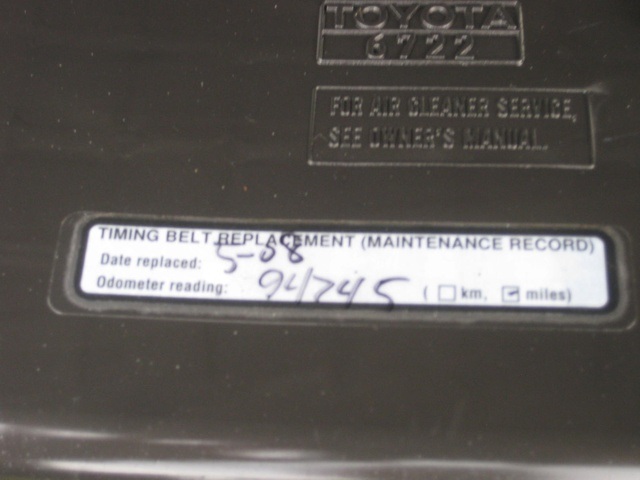 TOYOTA
6722
FOR AIR CLEANER SERVICE,
SEE OWNER'S MANUAL.
TIMING BELT REPLACEMENT (MAINTENANCE RECORD)
Date replaced: 5-08
Odometer reading: 94745 ( km, miles)